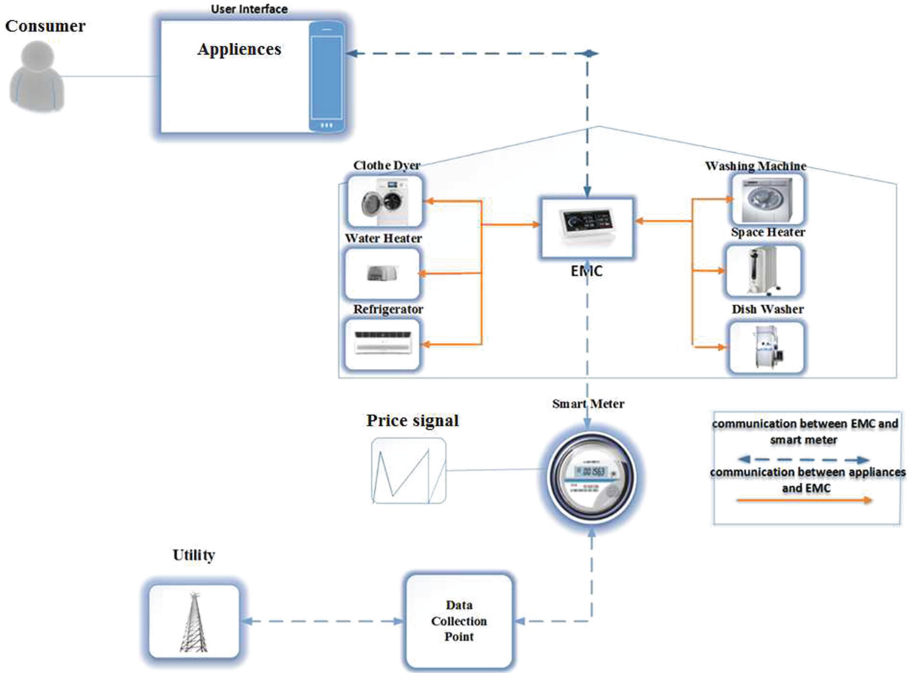 User Interface
Consumer
Appliences
Clothe Dyer
Washing Machine
Water Heater
Space Heater
EMC
Refrigerator
Dish Washer
Smart Meter
Price signal
communication between EMC and
smart meter
communication between appliances
and EMC
001563
Utility
Data
Collection
Point